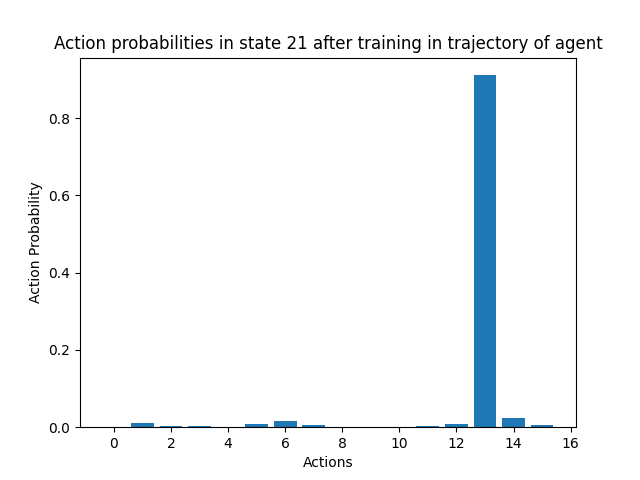 Action probabilities in state 21 after training in trajectory of agent
0.8
0.6
0.4
0.2
0.0
Action Probability
0 2 4 6 8 10 12 14 16
Actions